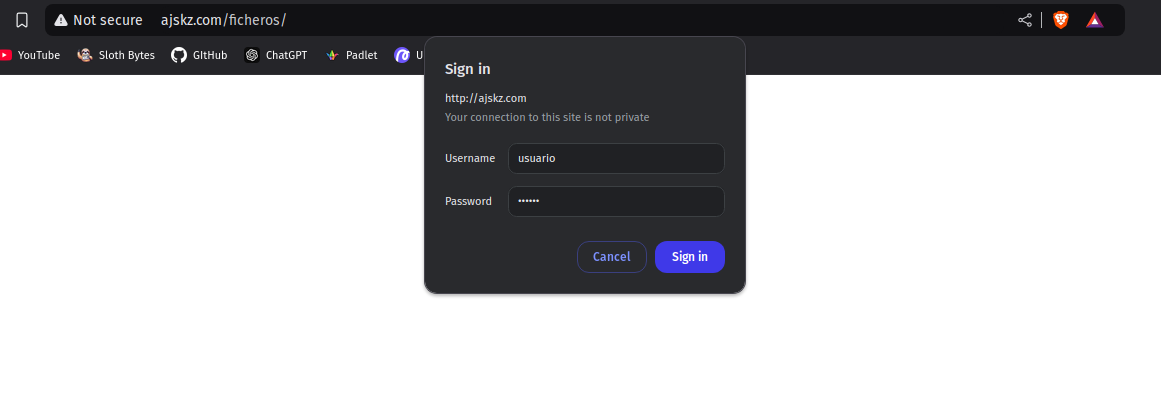 Not secure ajskz.com/ficheros/
YouTube Sloth Bytes GitHub ChatGPT Padlet U
Sign in
http://ajskz.com
Your connection to this site is not private
Username usuario
Password ••••••
Cancel Sign in